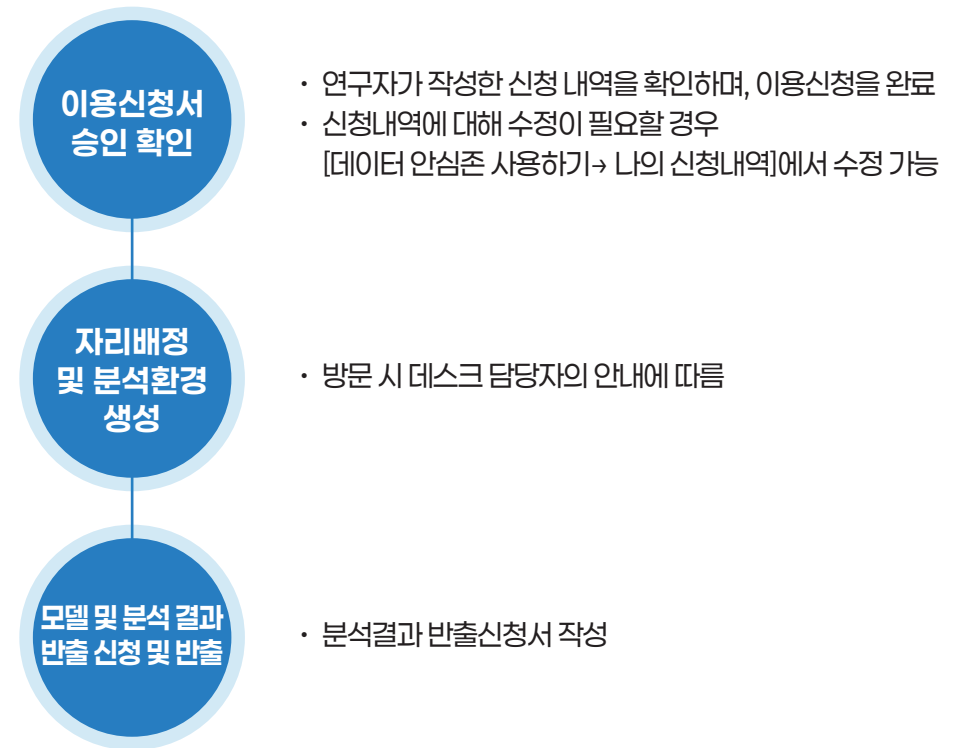 이용신청서
승인 확인
· 연구자가 작성한 신청 내역을 확인하며, 이용신청을 완료
· 신청내역에 대해 수정이 필요할 경우
[데이터 안심존 사용하기→ 나의 신청내역]에서 수정 가능
자리배정
및 분석환경
생성
· 방문 시 데스크 담당자의 안내에 따름
모델 및 분석 결과
반출 신청 및 반출
· 분석결과 반출신청서 작성